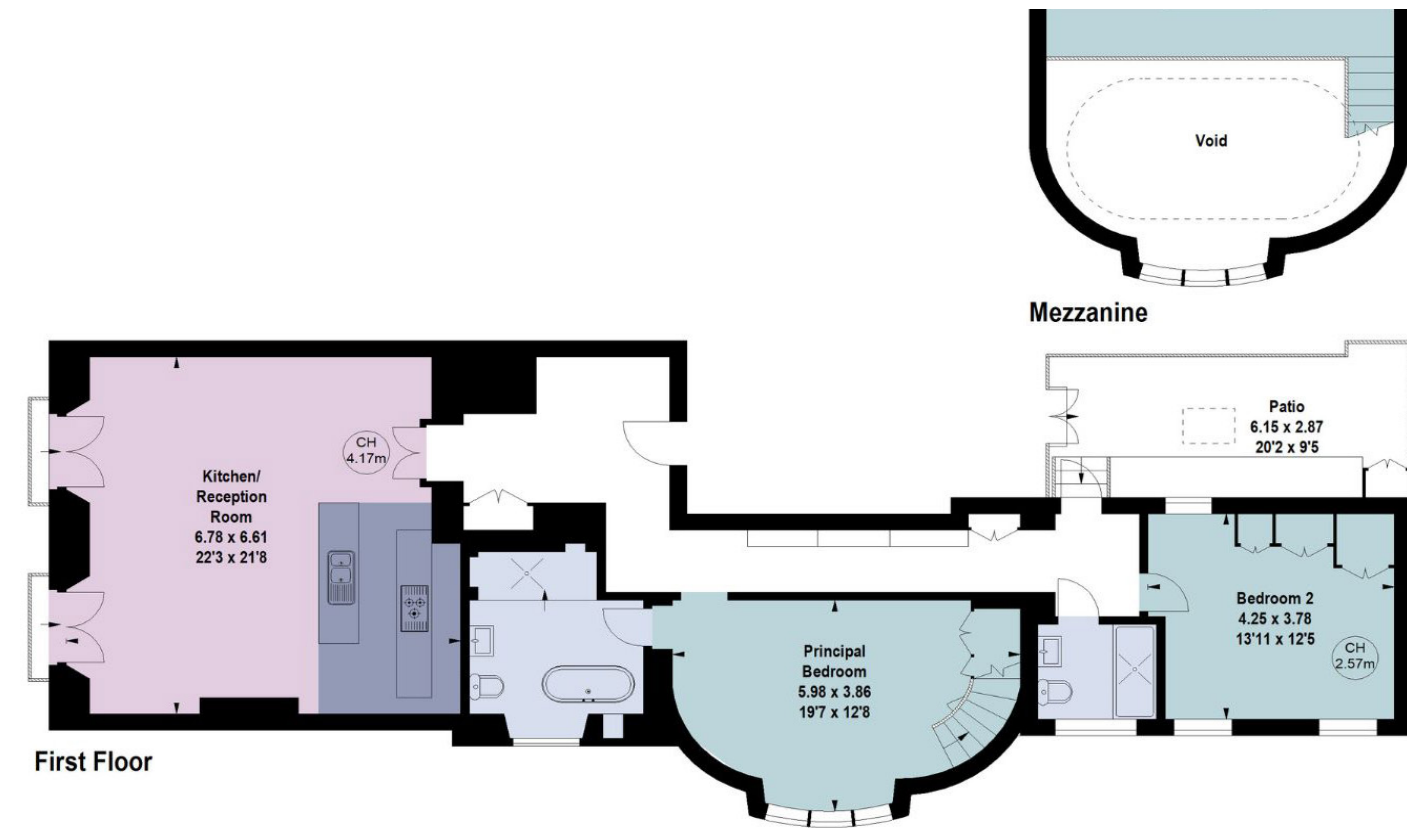 Void
Mezzanine
Patio
6.15 x 2.87
20'2 x 9'5
CH
4.17m
Kitchen/
Reception
Room
6.78 x 6.61
22'3 x 21'8
Principal
Bedroom
5.98 x 3.86
19'7 x 12'8
Bedroom 2
4.25 x 3.78
13'11 x 12'5
CH
2.57m
First Floor